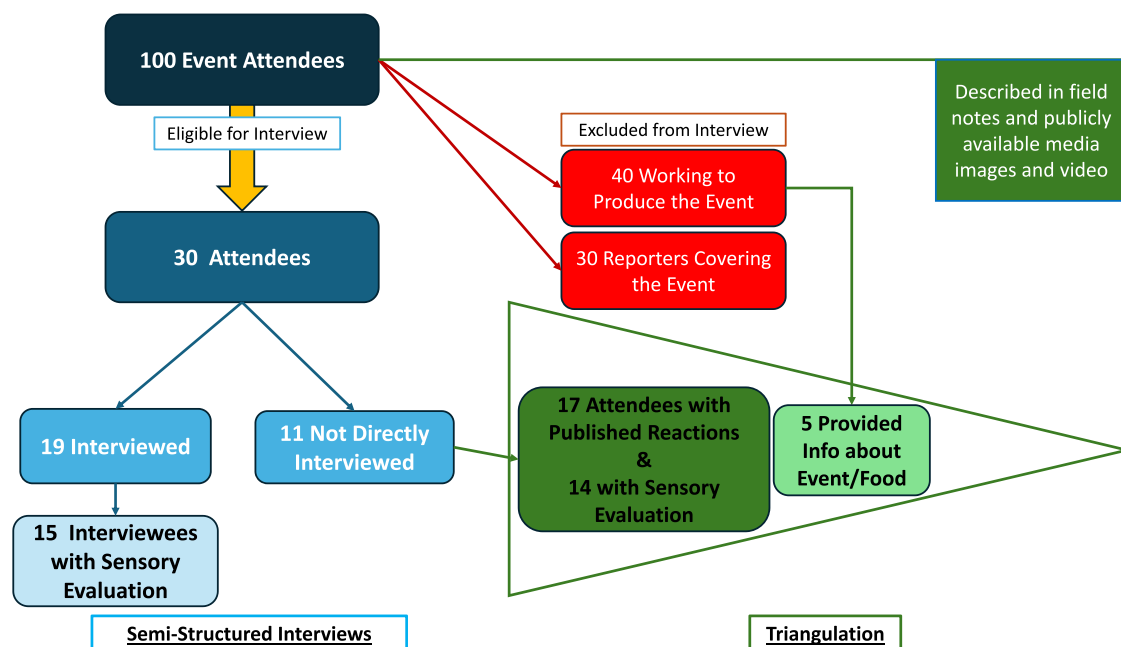 100 Event Attendees
Eligible for Interview
Excluded from Interview
Described in field
notes and publicly
available media
images and video
40 Working to
Produce the Event
30 Attendees
30 Reporters Covering
the Event
19 Interviewed
11 Not Directly
Interviewed
17 Attendees with
Published Reactions
&
14 with Sensory
Evaluation
5 Provided
Info about
Event/Food
15 Interviewees
with Sensory
Evaluation
Semi-Structured Interviews
Triangulation